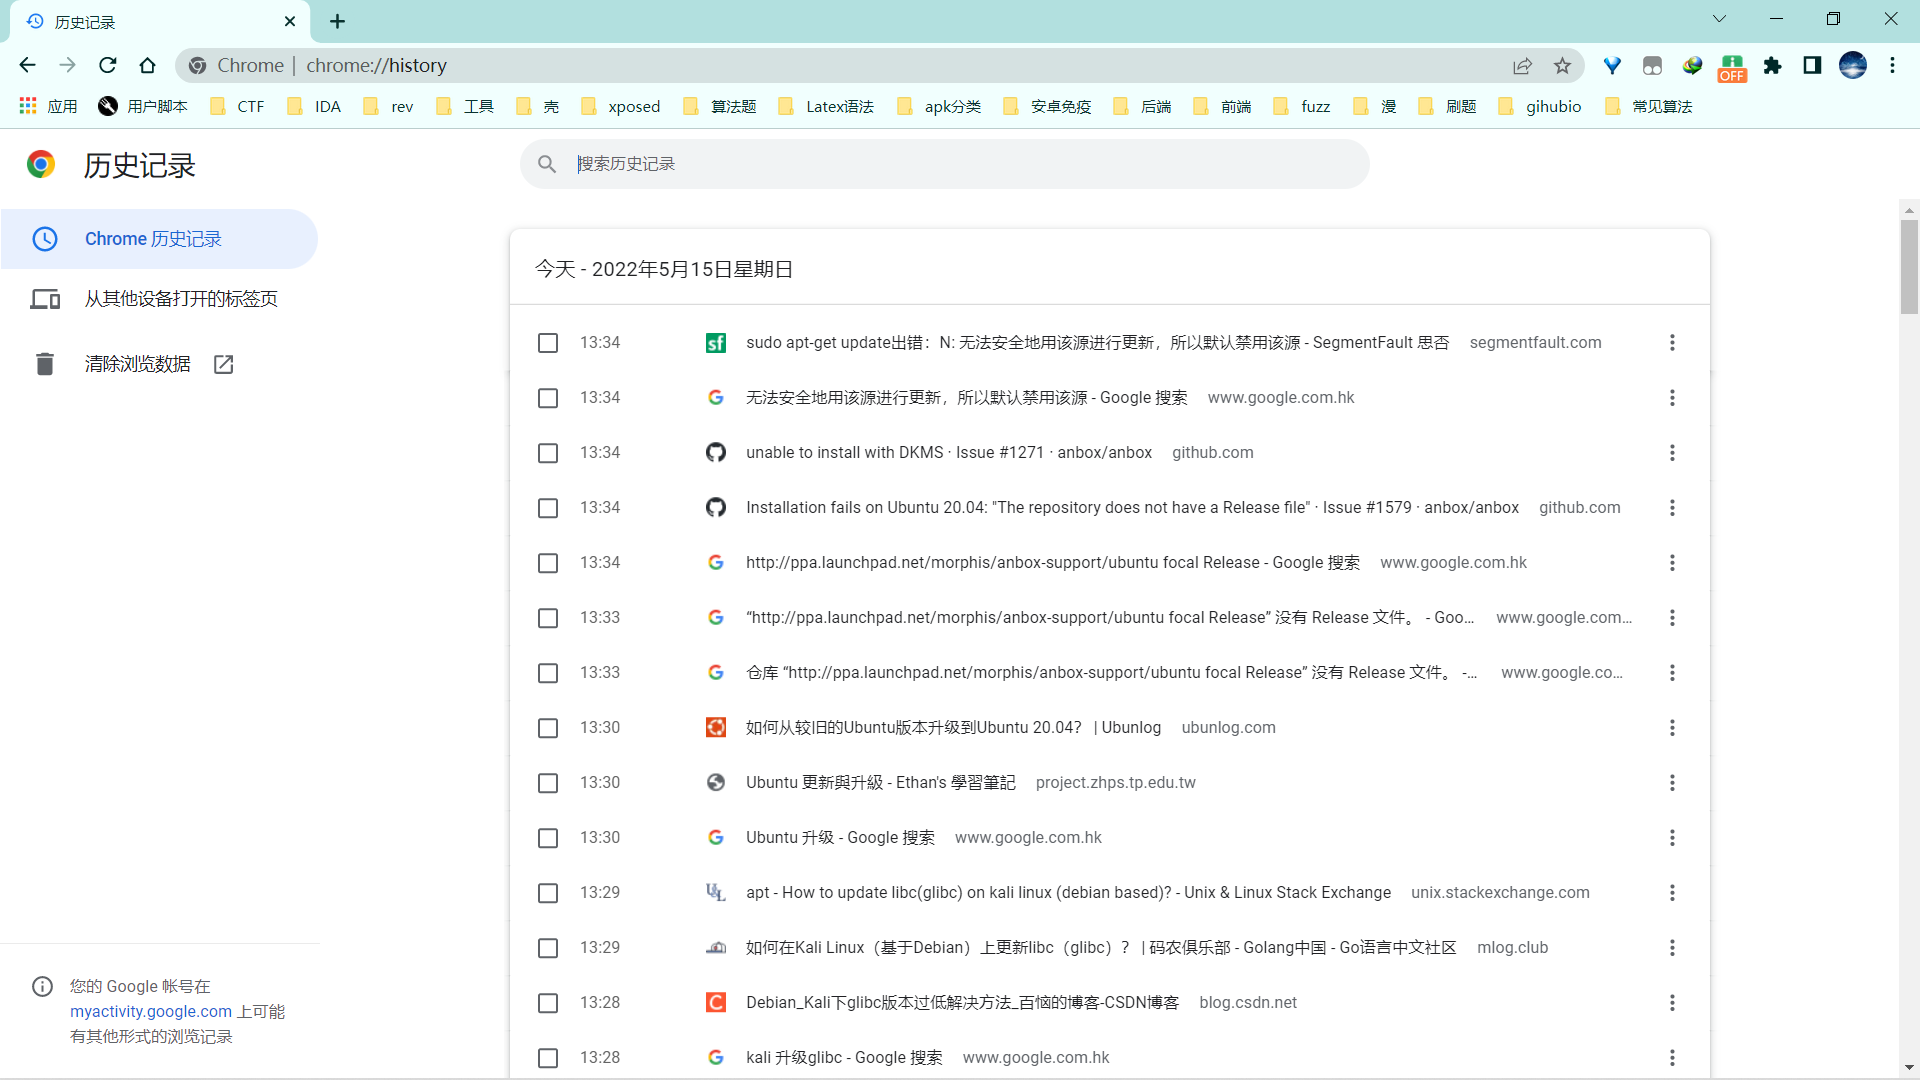 历史记录
Chrome | chrome://history
OFF
应用 用户脚本 CTF IDA rev 工具 壳 xposed 算法题 Latex语法 apk分类 安卓免疫 后端 前端 fuzz 漫 刷题 gihubio 常见算法
历史记录
搜索历史记录
Chrome 历史记录
从其他设备打开的标签页
清除浏览数据
今天 - 2022年5月15日星期日
13:34 sf sudo apt-get update出错：N: 无法安全地用该源进行更新，所以默认禁用该源 - SegmentFault 思否 segmentfault.com
13:34 无法安全地用该源进行更新，所以默认禁用该源 - Google 搜索 www.google.com.hk
13:34 unable to install with DKMS · Issue #1271 · anbox/anbox github.com
13:34 Installation fails on Ubuntu 20.04: "The repository does not have a Release file" · Issue #1579 · anbox/anbox github.com
13:34 http://ppa.launchpad.net/morphis/anbox-support/ubuntu focal Release - Google 搜索 www.google.com.hk
13:33 “http://ppa.launchpad.net/morphis/anbox-support/ubuntu focal Release” 没有 Release 文件。 - Goo... www.google.com...
13:33 仓库 “http://ppa.launchpad.net/morphis/anbox-support/ubuntu focal Release” 没有 Release 文件。 -... www.google.co...
13:30 如何从较旧的Ubuntu版本升级到Ubuntu 20.04？ | Ubunlog ubunlog.com
13:30 Ubuntu 更新與升級 - Ethan's 學習筆記 project.zhps.tp.edu.tw
13:30 Ubuntu 升级 - Google 搜索 www.google.com.hk
13:29 UL apt - How to update libc(glibc) on kali linux (debian based)? - Unix & Linux Stack Exchange unix.stackexchange.com
13:29 如何在Kali Linux（基于Debian）上更新libc（glibc）？ | 码农俱乐部 - Golang中国 - Go语言中文社区 mlog.club
13:28 C Debian_Kali下glibc版本过低解决方法_百恼的博客-CSDN博客 blog.csdn.net
13:28 kali 升级glibc - Google 搜索 www.google.com.hk
您的 Google 帐号在
myactivity.google.com 上可能
有其他形式的浏览记录